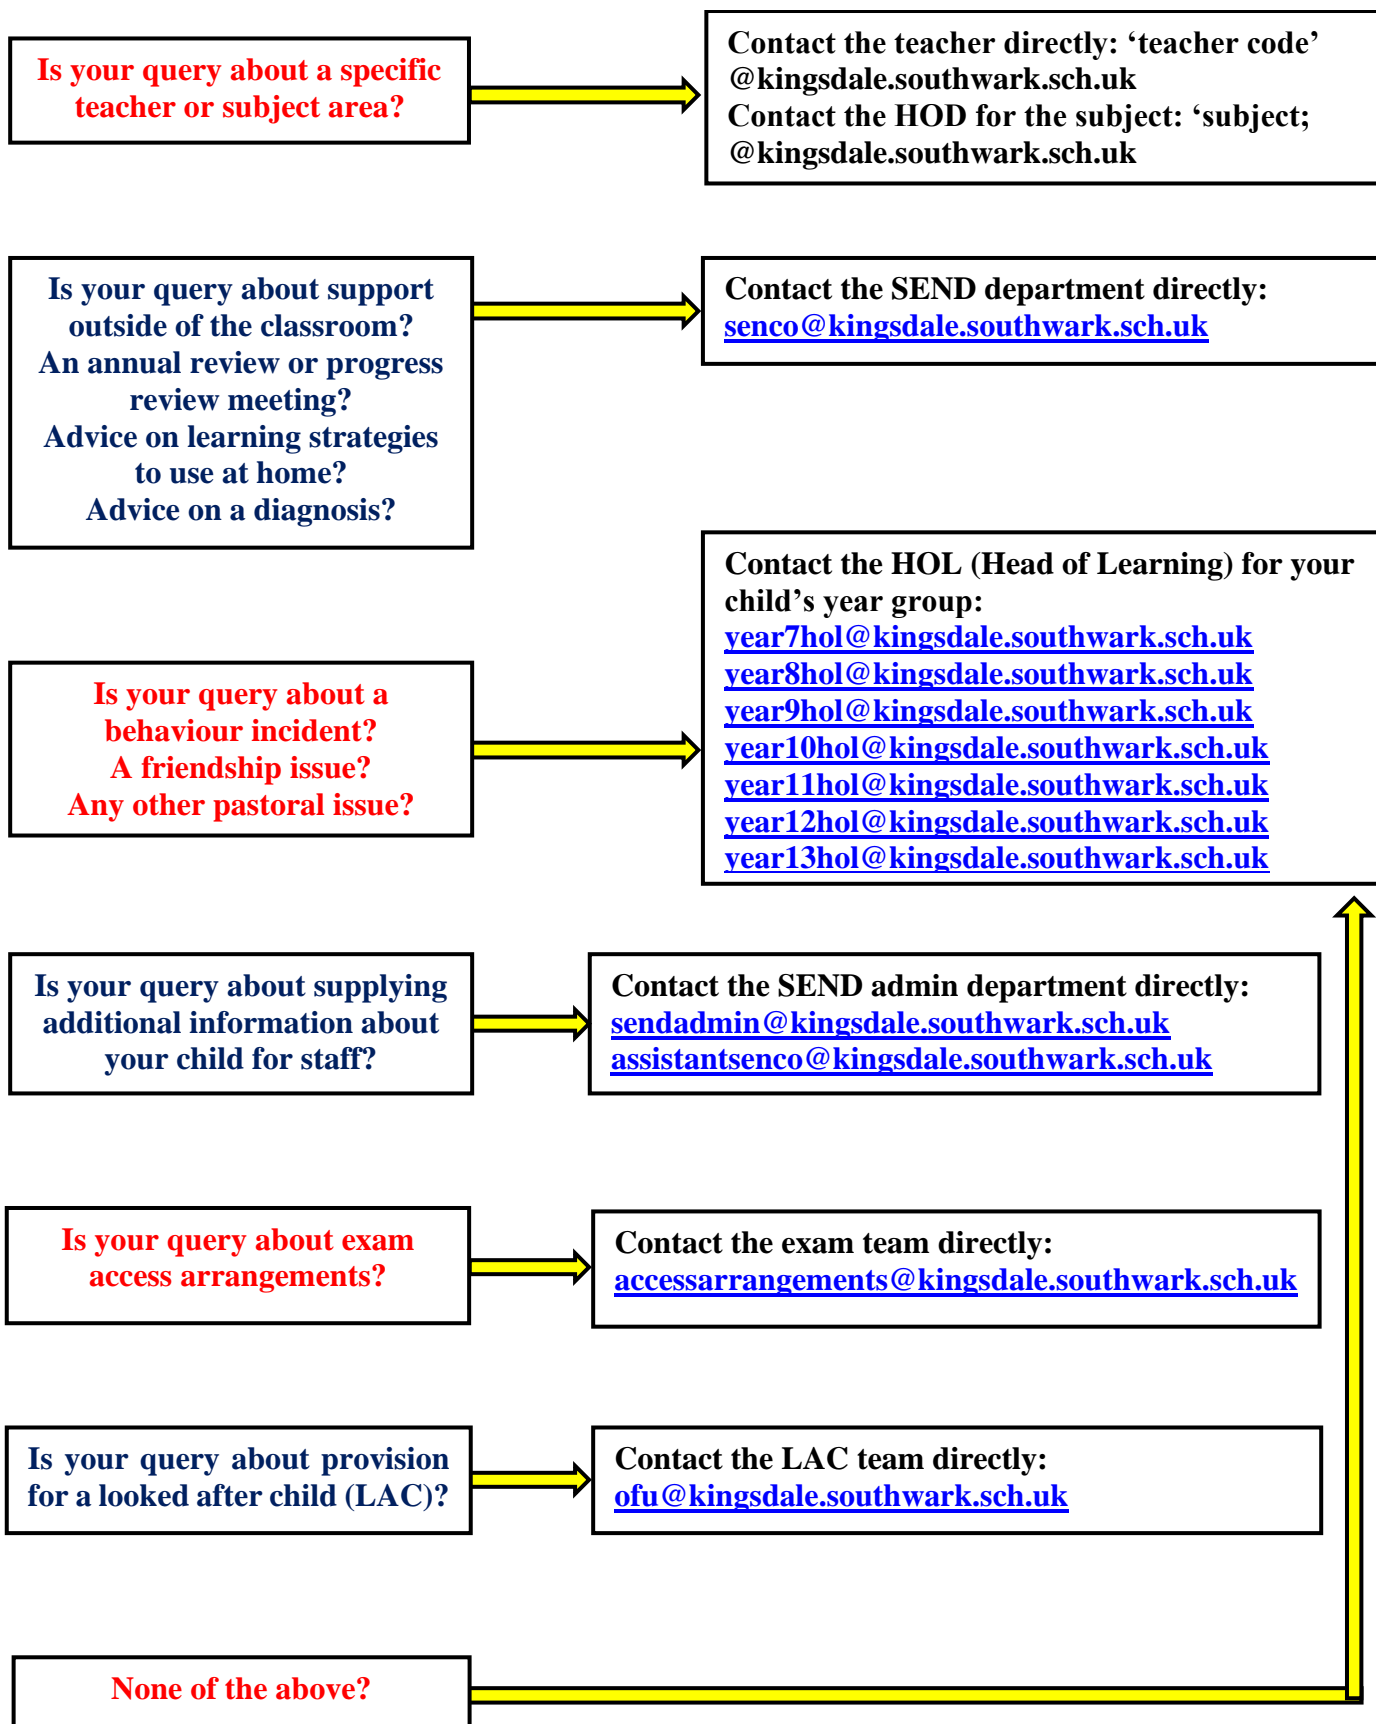 Is your query about a specific
teacher or subject area?
Contact the teacher directly: ‘teacher code’
@kingsdale.southwark.sch.uk
Contact the HOD for the subject: ‘subject;
@kingsdale.southwark.sch.uk
Is your query about support
outside of the classroom?
An annual review or progress
review meeting?
Advice on learning strategies
to use at home?
Advice on a diagnosis?
Contact the SEND department directly:
senco@kingsdale.southwark.sch.uk
Is your query about a
behaviour incident?
A friendship issue?
Any other pastoral issue?
Contact the HOL (Head of Learning) for your
child’s year group:
year7hol@kingsdale.southwark.sch.uk
year8hol@kingsdale.southwark.sch.uk
year9hol@kingsdale.southwark.sch.uk
year10hol@kingsdale.southwark.sch.uk
year11hol@kingsdale.southwark.sch.uk
year12hol@kingsdale.southwark.sch.uk
year13hol@kingsdale.southwark.sch.uk
Is your query about supplying
additional information about
your child for staff?
Contact the SEND admin department directly:
sendadmin@kingsdale.southwark.sch.uk
assistantsenco@kingsdale.southwark.sch.uk
Is your query about exam
access arrangements?
Contact the exam team directly:
accessarrangements@kingsdale.southwark.sch.uk
Is your query about provision
for a looked after child (LAC)?
Contact the LAC team directly:
ofu@kingsdale.southwark.sch.uk
None of the above?